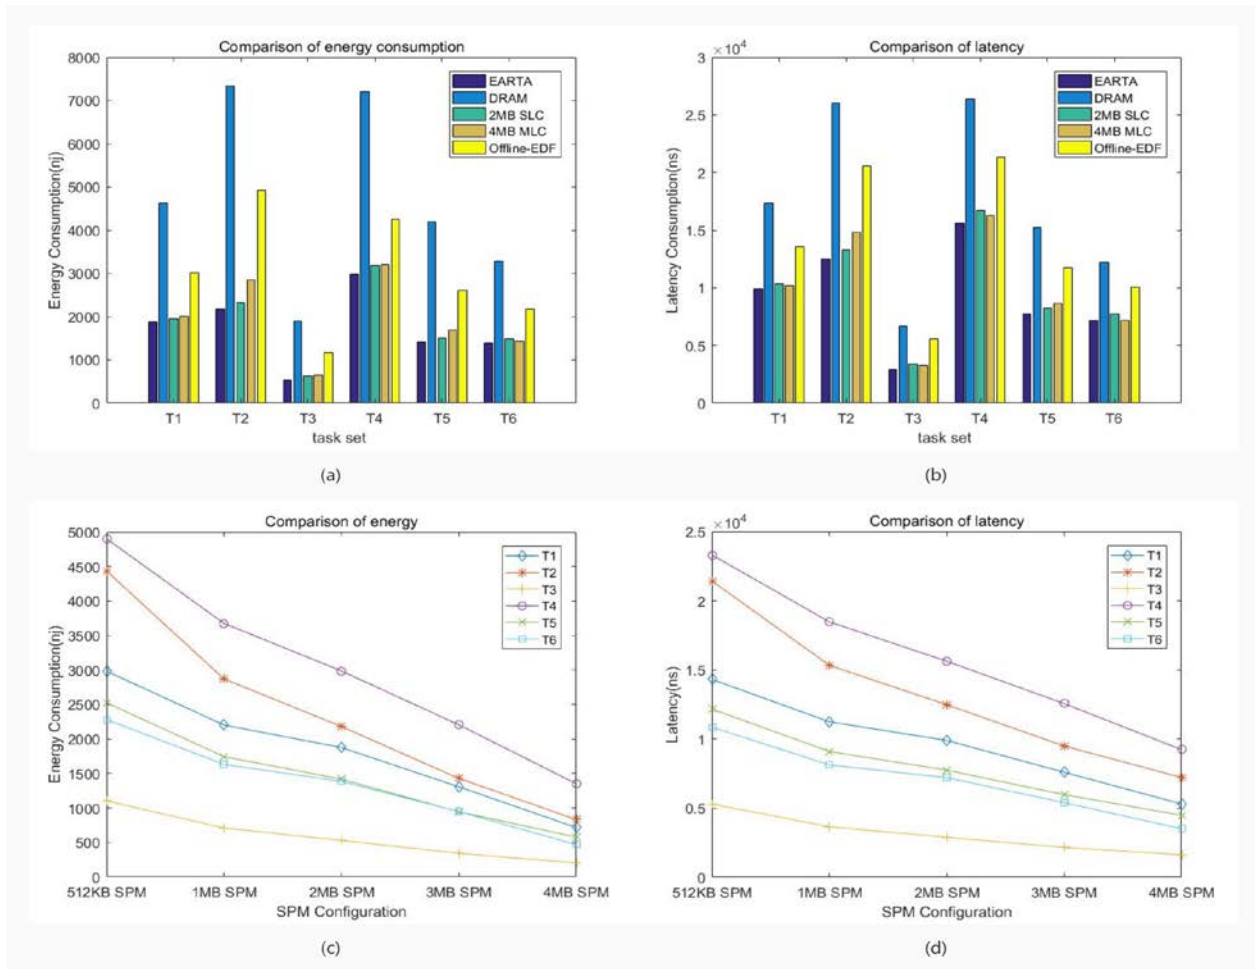 Comparison of energy consumption
8000
7000
6000
5000
4000
3000
2000
1000
0
Energy Consumption(nj)
EARTA
DRAM
2MB SLC
4MB MLC
Offline-EDF
T1 T2 T3 T4 T5 T6
task set
(a)
Comparison of latency
×10⁴
3
2.5
2
1.5
1
0.5
0
Latency Consumption(ns)
EARTA
DRAM
2MB SLC
4MB MLC
Offline-EDF
T1 T2 T3 T4 T5 T6
task set
(b)
Comparison of energy
5000
4500
4000
3500
3000
2500
2000
1500
1000
500
0
Energy Consumption(nj)
T1
T2
T3
T4
T5
T6
512KB SPM 1MB SPM 2MB SPM 3MB SPM 4MB SPM
SPM Configuration
(c)
Comparison of latency
×10⁴
2.5
2
1.5
1
0.5
0
Latency(ns)
T1
T2
T3
T4
T5
T6
512KB SPM 1MB SPM 2MB SPM 3MB SPM 4MB SPM
SPM Configuration
(d)